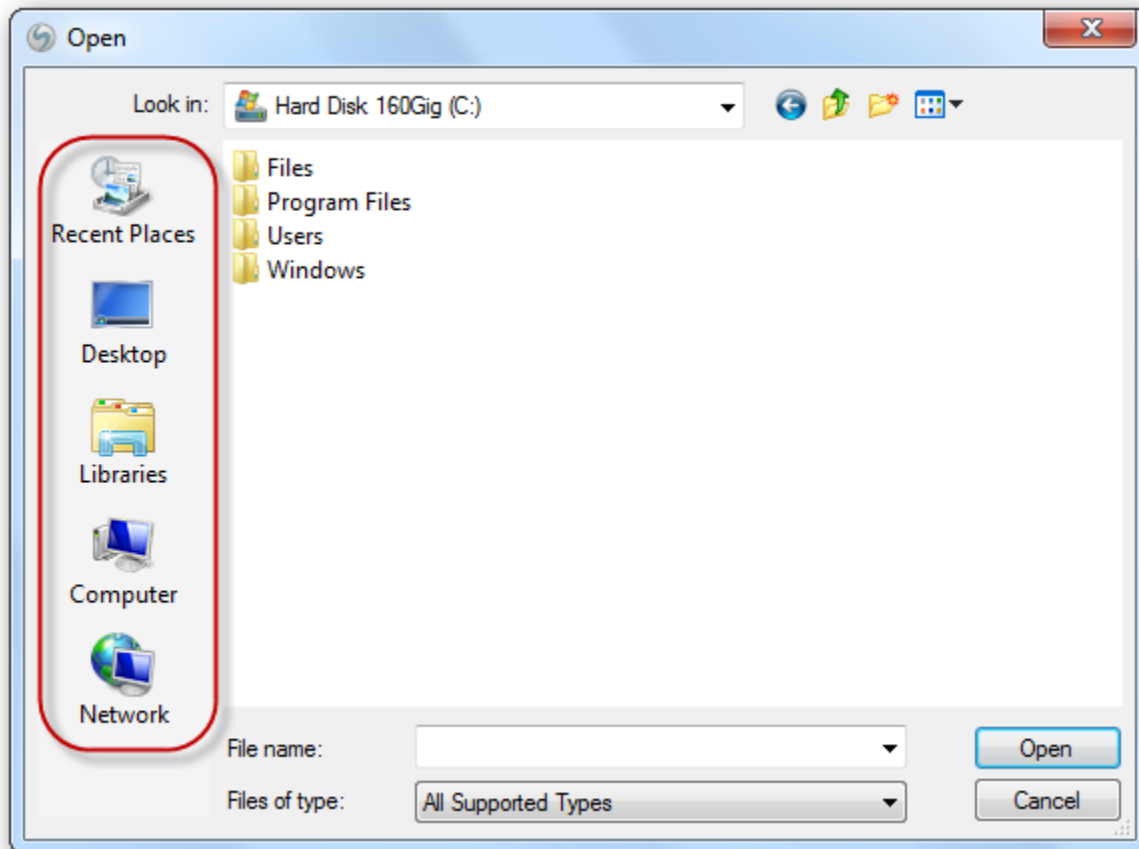 Open
Look in: Hard Disk 160Gig (C:)
Recent Places
Desktop
Libraries
Computer
Network
Files
Program Files
Users
Windows
File name:
Open
Files of type: All Supported Types
Cancel